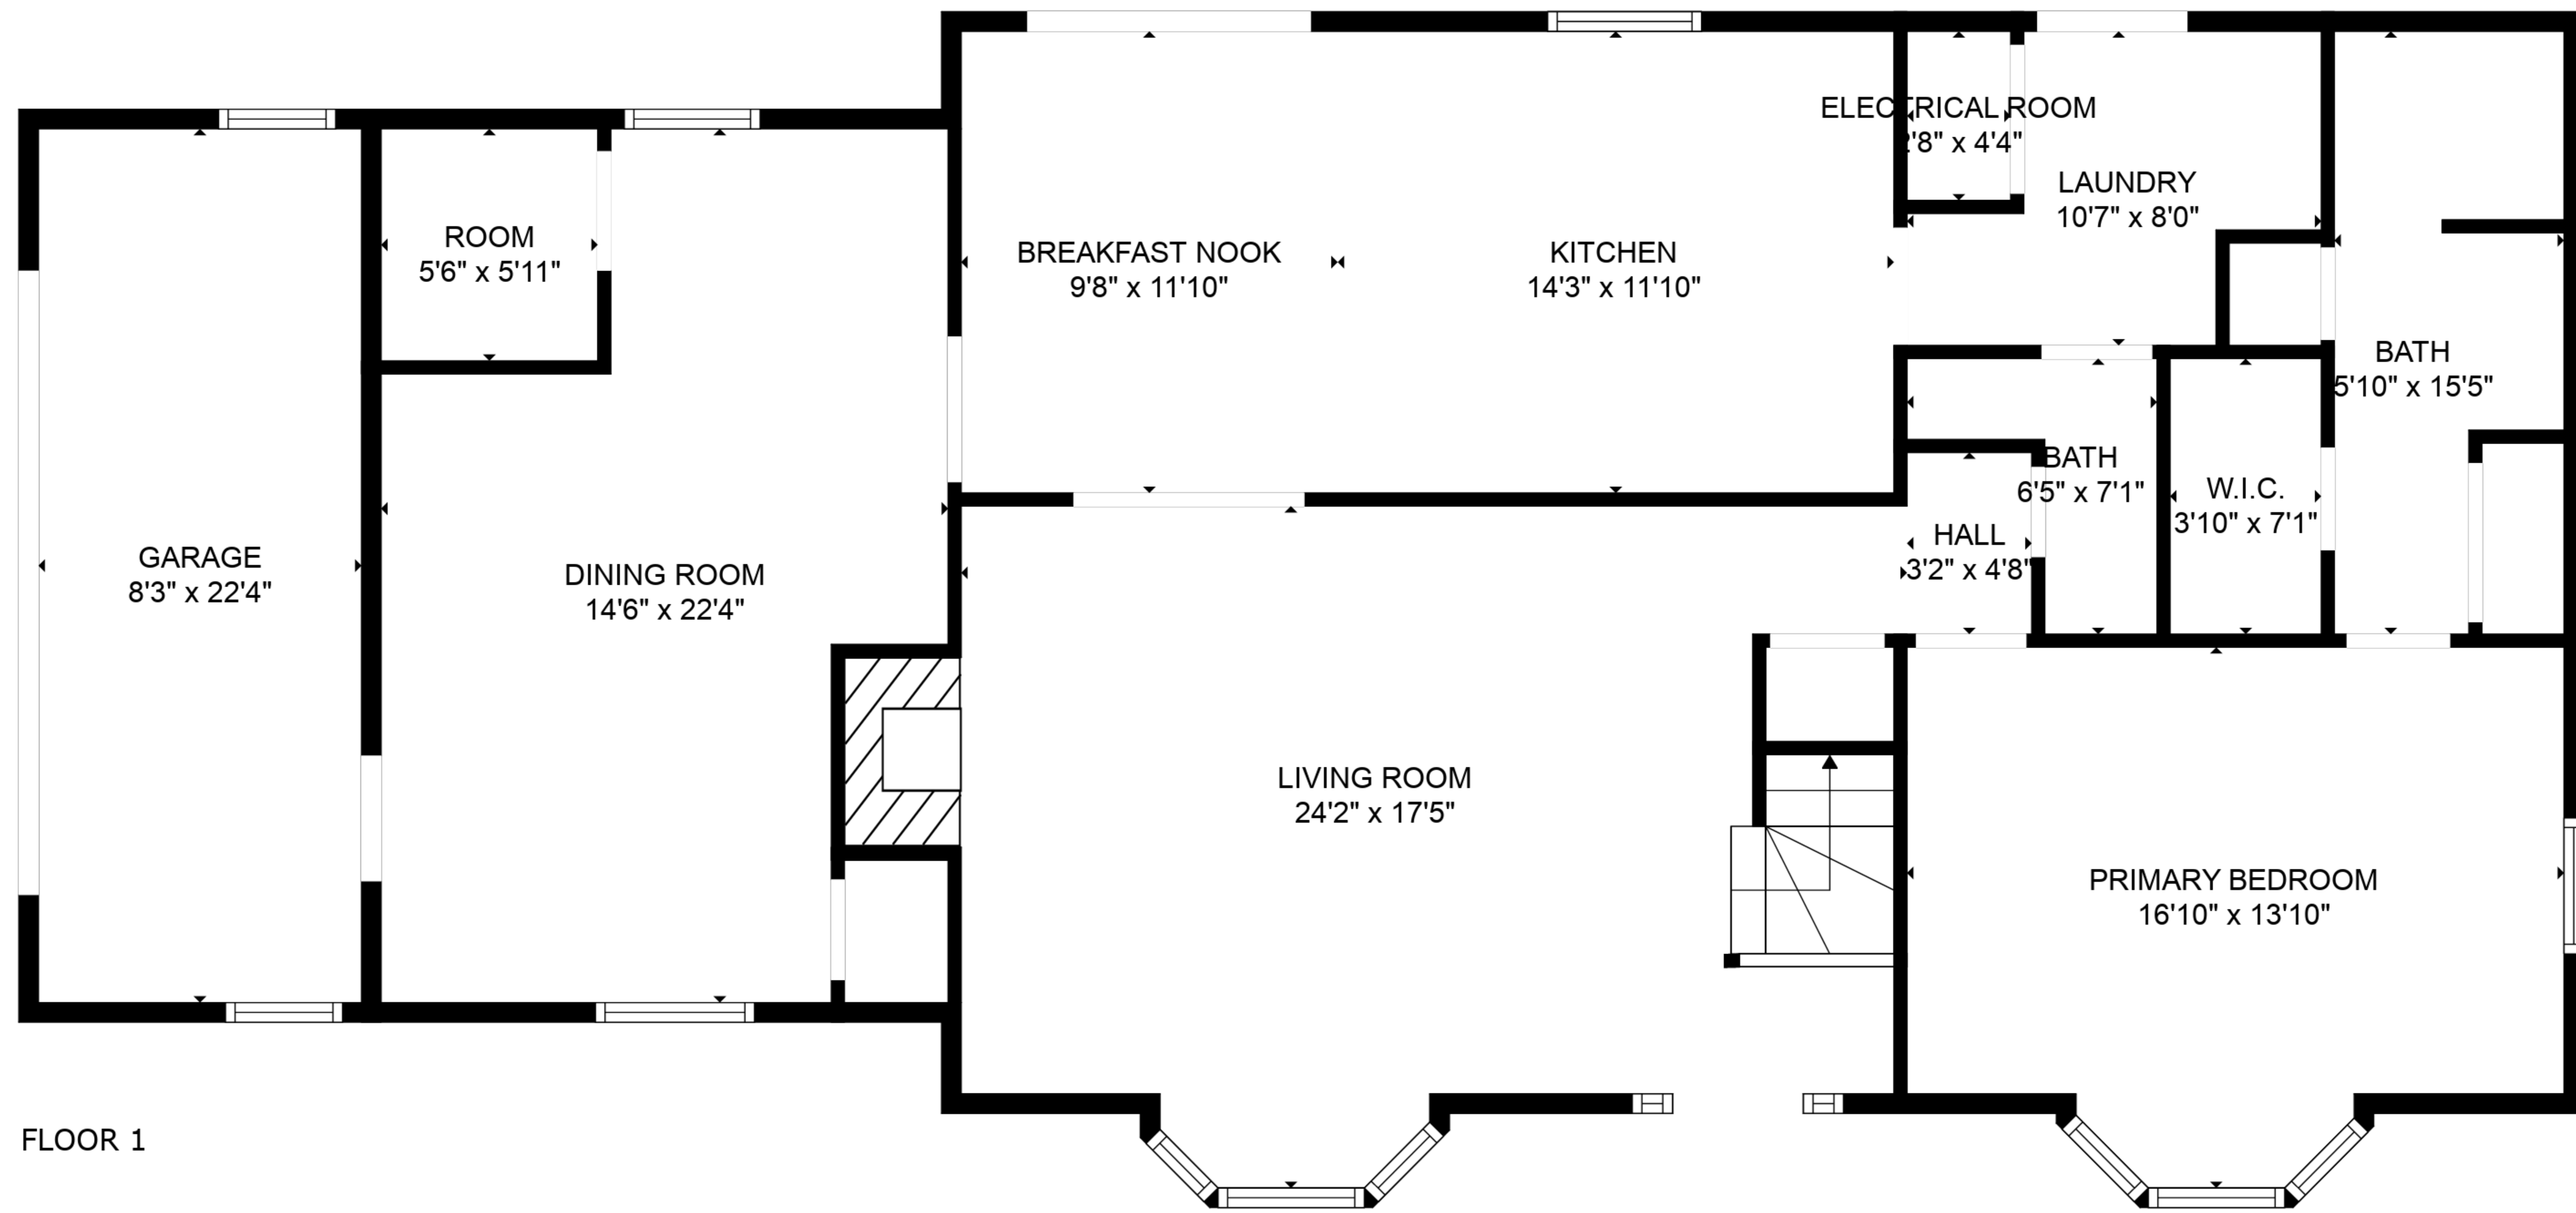 ELECTRICAL ROOM
2'8" x 4'4"
LAUNDRY
10'7" x 8'0"
ROOM
5'6" x 5'11"
BREAKFAST NOOK
9'8" x 11'10"
KITCHEN
14'3" x 11'10"
BATH
5'10" x 15'5"
BATH
6'5" x 7'1"
W.I.C.
3'10" x 7'1"
HALL
3'2" x 4'8"
GARAGE
8'3" x 22'4"
DINING ROOM
14'6" x 22'4"
LIVING ROOM
24'2" x 17'5"
PRIMARY BEDROOM
16'10" x 13'10"
FLOOR 1